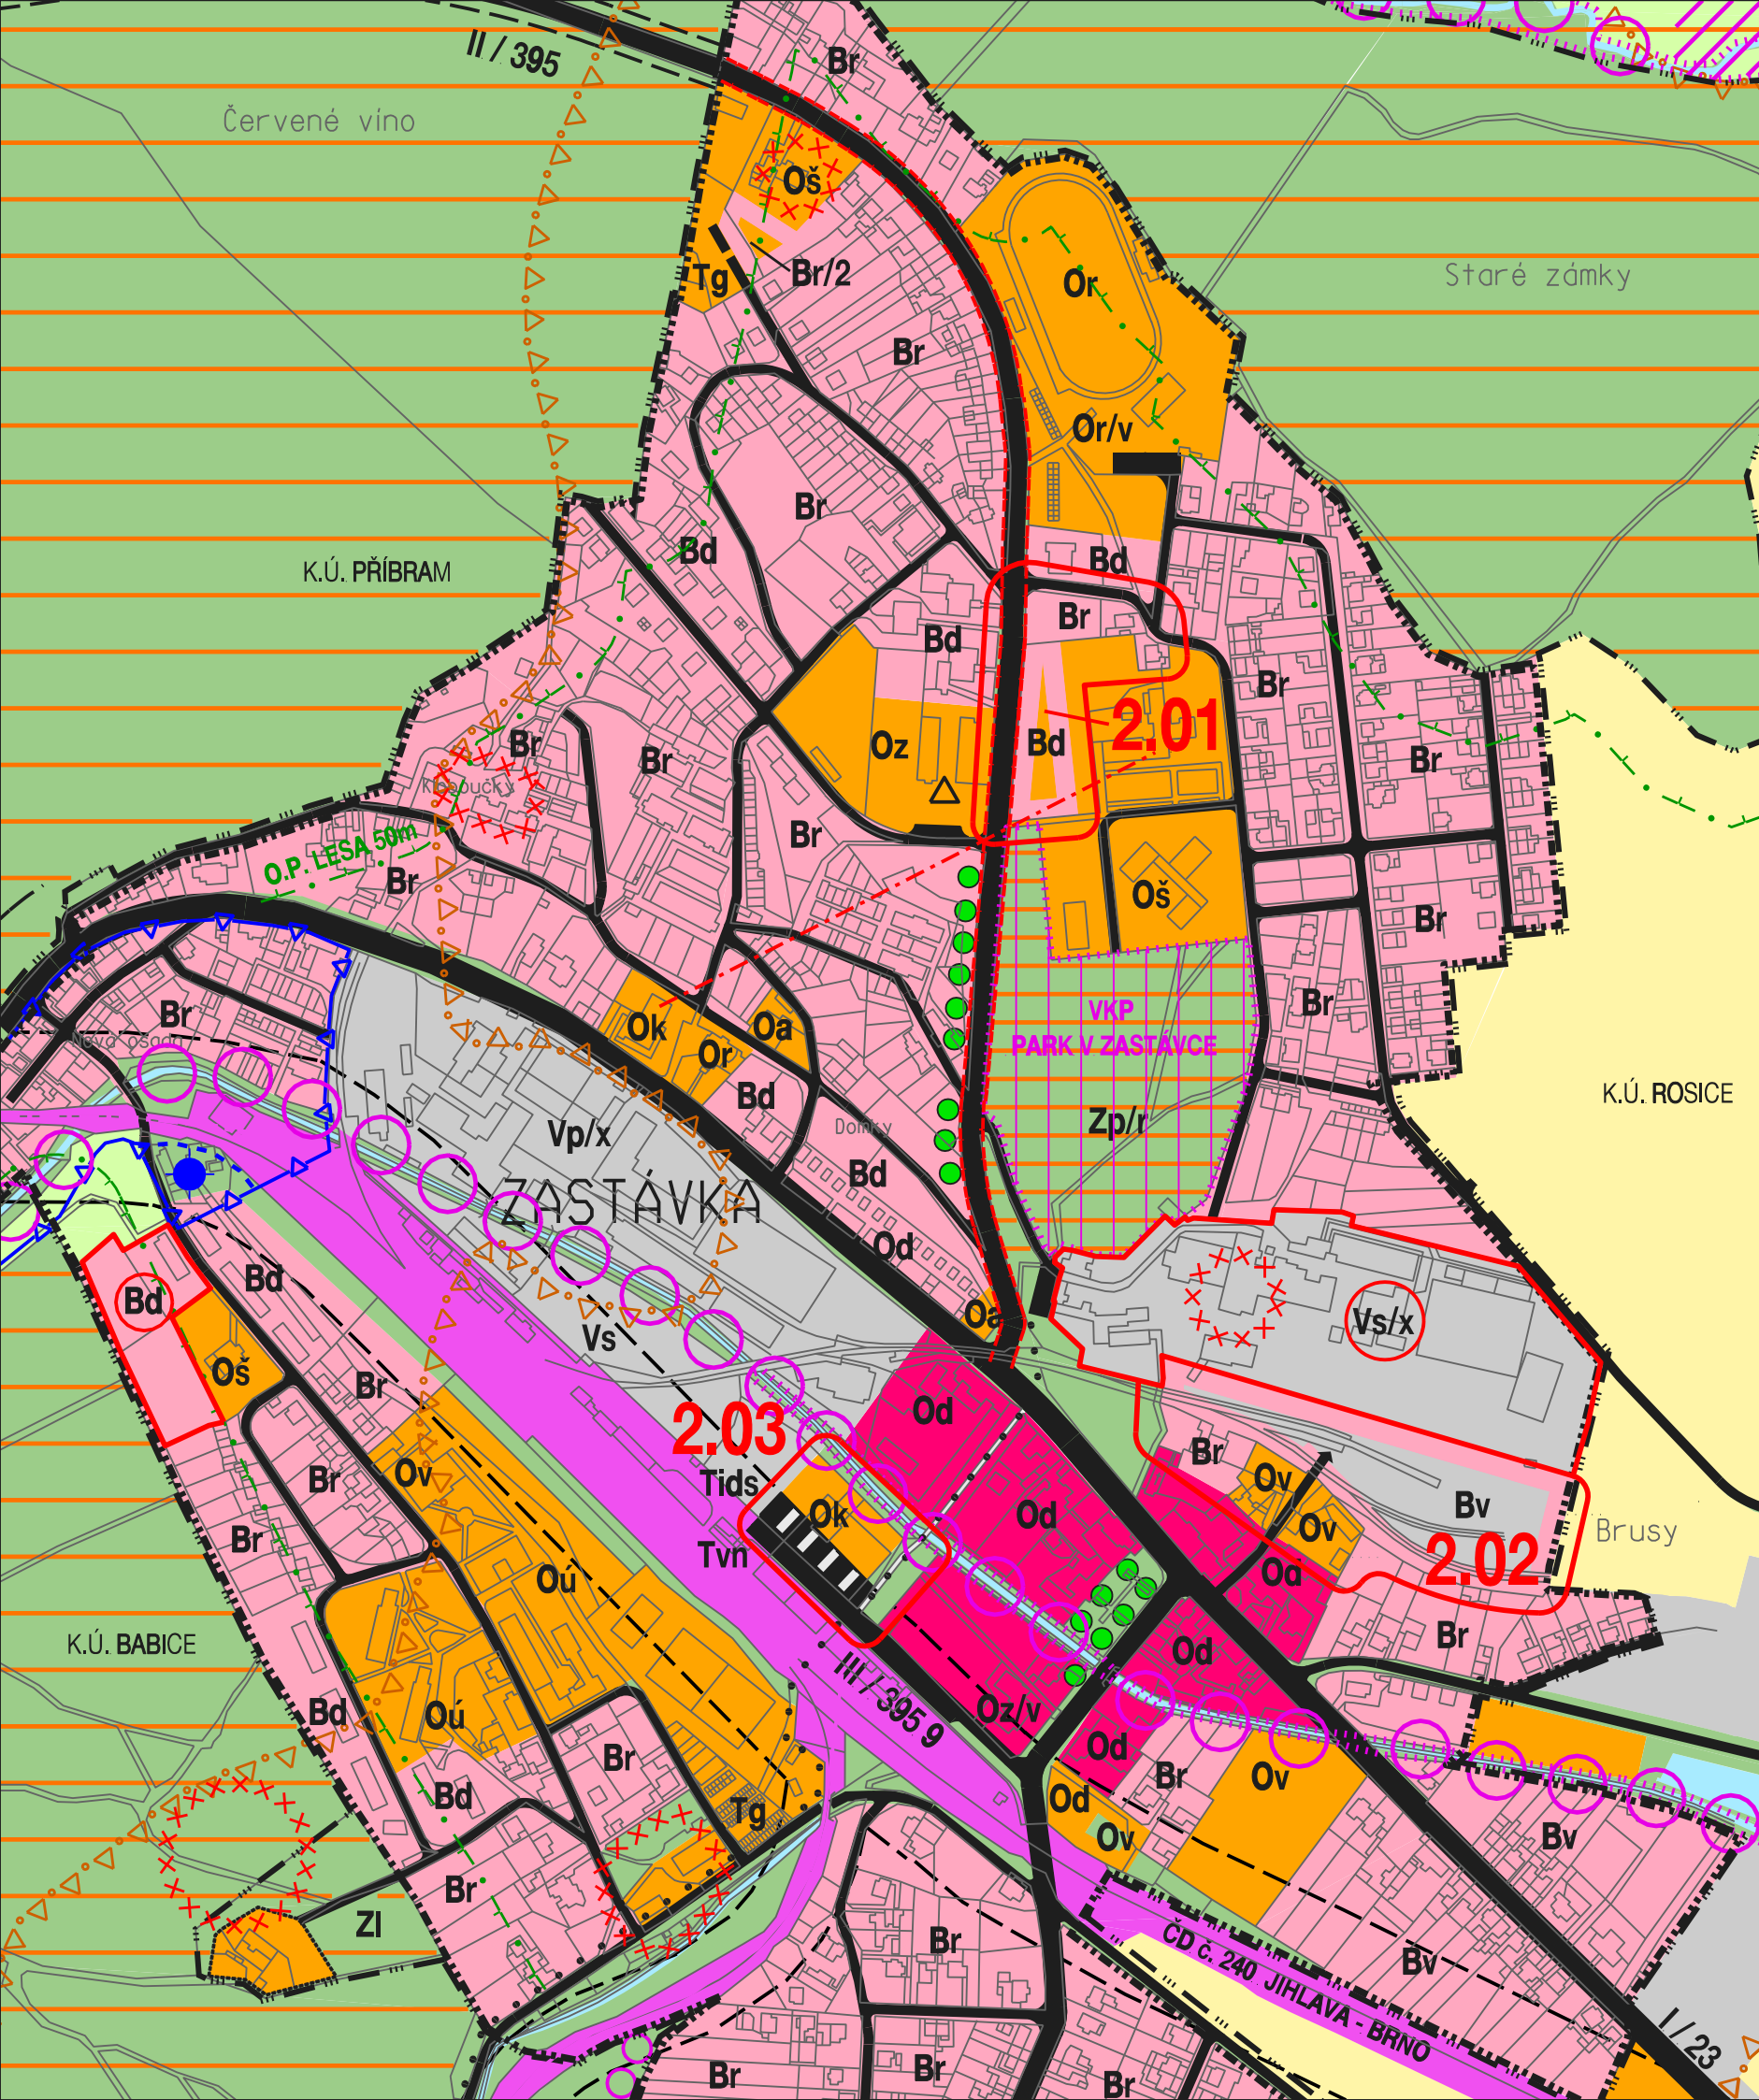 II / 395
Br
Červené víno
Oš
Br/2
Tg
Or
Staré zámky
Br
Or/v
Br
Bd
Bd
K.Ú. PŘÍBRAM
Br
Bd
Br
2.01
Bd
Oz
Br
Br
Br
Kloboučky
Br
O.P. LESA 50m
Br
Oš
Br
Br
Br
Nová osada
Ok
Oa
Or
VKP
PARK V ZASTÁVCE
Bd
K.Ú. ROSICE
Zp/r
Vp/x
Domky
Bd
ZASTÁVKA
Od
Bd
Bd
Oa
Vs/x
Vs
Oš
Br
Od
2.03
Br
Ov
Br
Ov
Tids
Ok
Od
Ov
Bv
Brusy
Br
Tvn
2.02
Od
Oú
K.Ú. BABICE
Br
Od
III / 395 9
Oz/v
Bd
Oú
Od
Br
Br
Ov
Bd
Od
Tg
Ov
Bv
Br
ZI
Br
ČD č. 240 JIHLAVA - BRNO
Bv
I / 23
Br
Br
Br